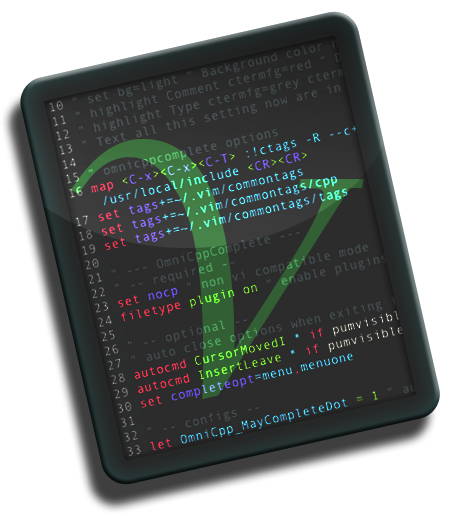 10 " set bg=light " Background color
11 " highlight Comment ctermfg=red "
12 " highlight Type ctermfg=grey cterm
13 " Text all this setting now are in
14
15 " omnicppcomplete options
16 map <C-x><C-x><C-T> :!ctags -R --c+
/usr/local/include <CR><CR>
17 set tags+=~/.vim/commontags
18 set tags+=~/.vim/commontags/cpp
19 set tags+=~/.vim/commontags/tags
20
21 " --- OmniCppComplete ---
22 " -- required --
23 set nocp " non vi compatible mode
24 filetype plugin on " enable plugins
25
26 " -- optional --
27 " auto close options when exiting
28 autocmd CursorMovedI * if pumvisible
29 autocmd InsertLeave * if pumvisible
30 set completeopt=menu,menuone
31
32 " -- configs --
33 let OmniCpp_MayCompleteDot = 1 "
V